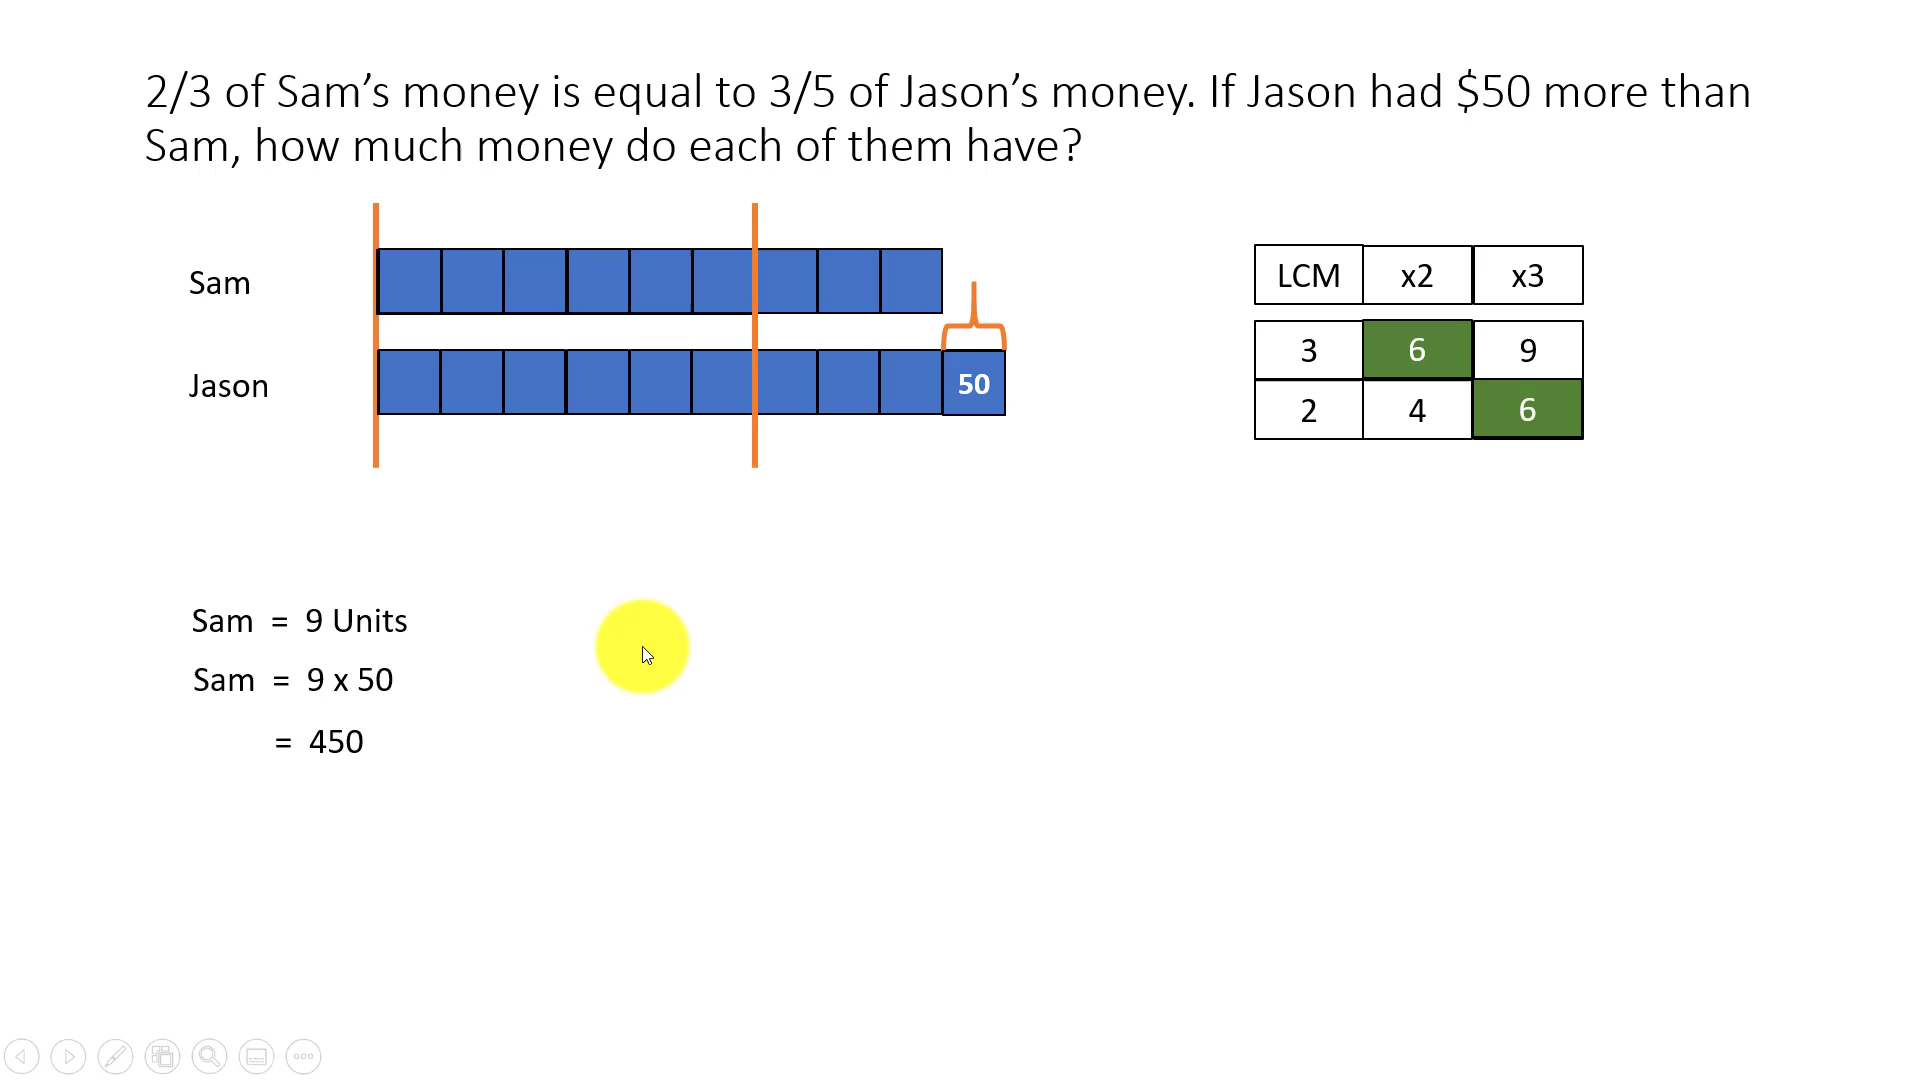 2/3 of Sam’s money is equal to 3/5 of Jason’s money. If Jason had $50 more than
Sam, how much money do each of them have?
Sam
Jason
50
LCM x2 x3
3 6 9
2 4 6
Sam = 9 Units
Sam = 9 x 50
= 450